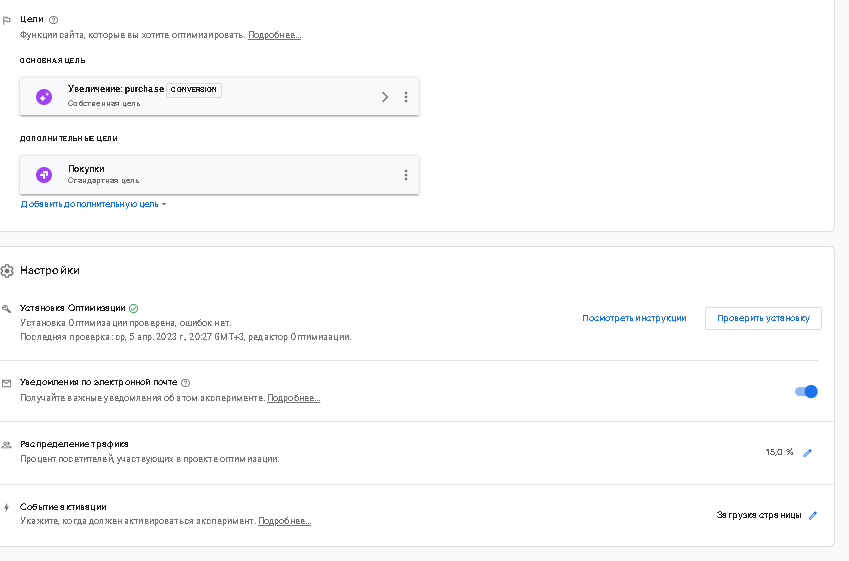 Цели
Функции сайта, которые вы хотите оптимизировать. Подробнее...
ОСНОВНАЯ ЦЕЛЬ
Увеличение: purchase CONVERSION
Собственная цель
ДОПОЛНИТЕЛЬНЫЕ ЦЕЛИ
Покупки
Стандартная цель
Добавить дополнительную цель
Настройки
Установка Оптимизации
Установка Оптимизации проверена, ошибок нет.
Последняя проверка: ср, 5 апр. 2023 г., 20:27 GMT+3, редактор Оптимизации.
Посмотреть инструкции
Проверить установку
Уведомления по электронной почте
Получайте важные уведомления об этом эксперименте. Подробнее...
Распределение трафика
Процент посетителей, участвующих в проекте оптимизации.
15,0 %
Событие активации
Укажите, когда должен активироваться эксперимент. Подробнее...
Загрузка страницы